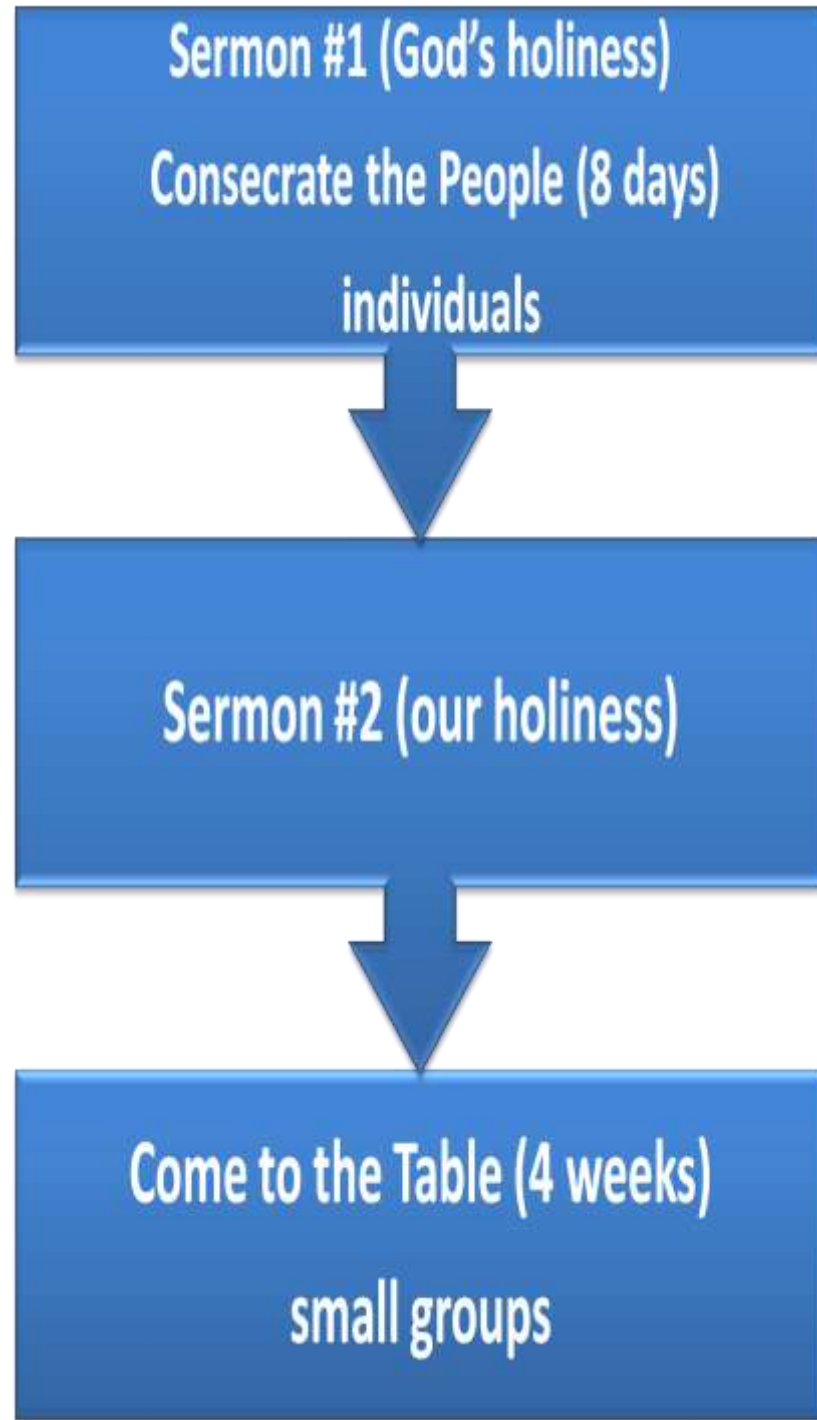 Sermon #1 (God's holiness)
Consecrate the People (8 days)
individuals
Sermon #2 (our holiness)
Come to the Table (4 weeks)
small groups